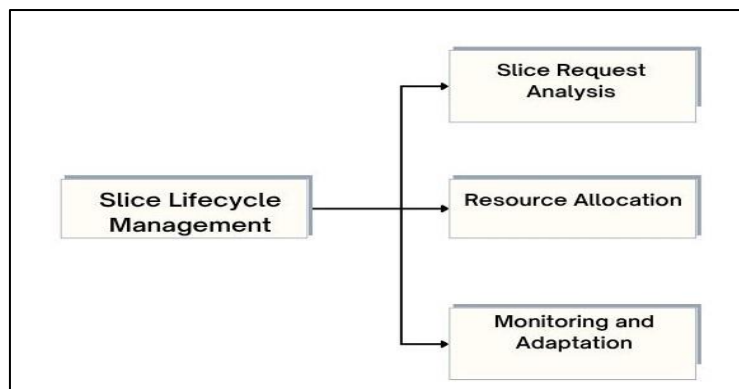 Slice Request
Analysis
Slice Lifecycle
Management
Resource Allocation
Monitoring and
Adaptation